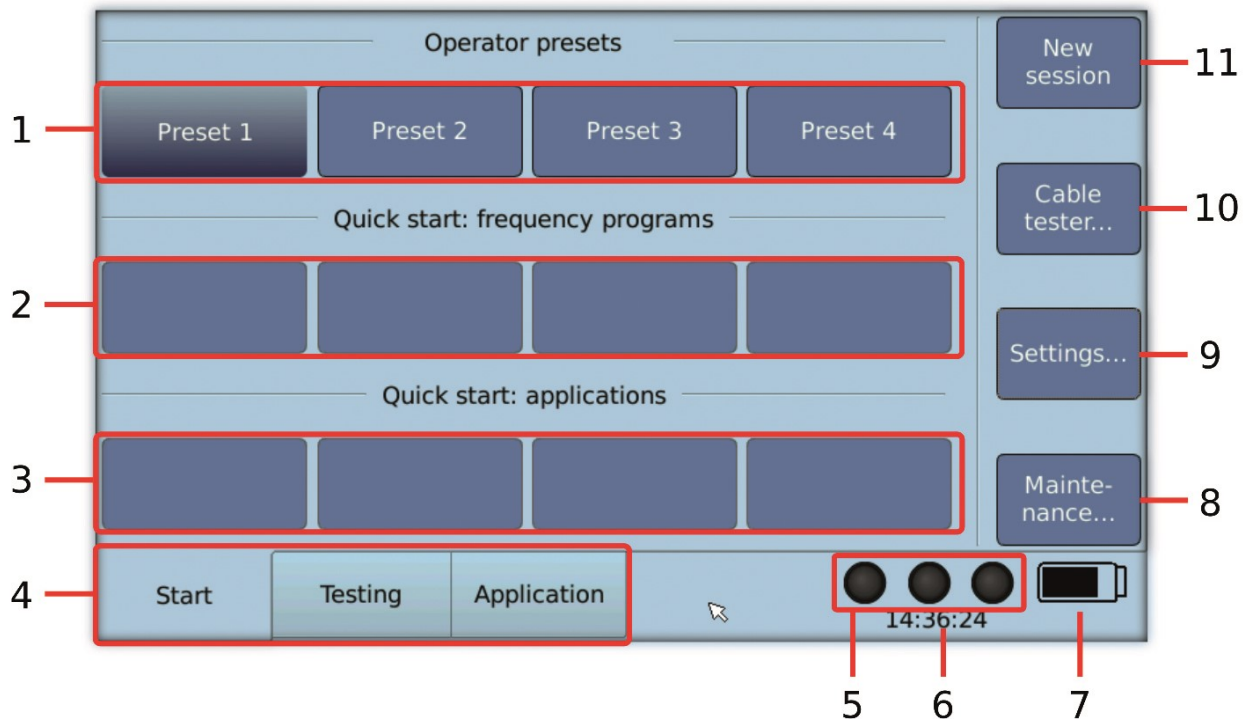 Operator presets
New
session
11
1
Preset 1
Preset 2
Preset 3
Preset 4
Cable
tester...
10
Quick start: frequency programs
2
Settings...
9
Quick start: applications
3
Mainte-
nance...
8
4
Start
Testing
Application
14:36:24
5
6
7